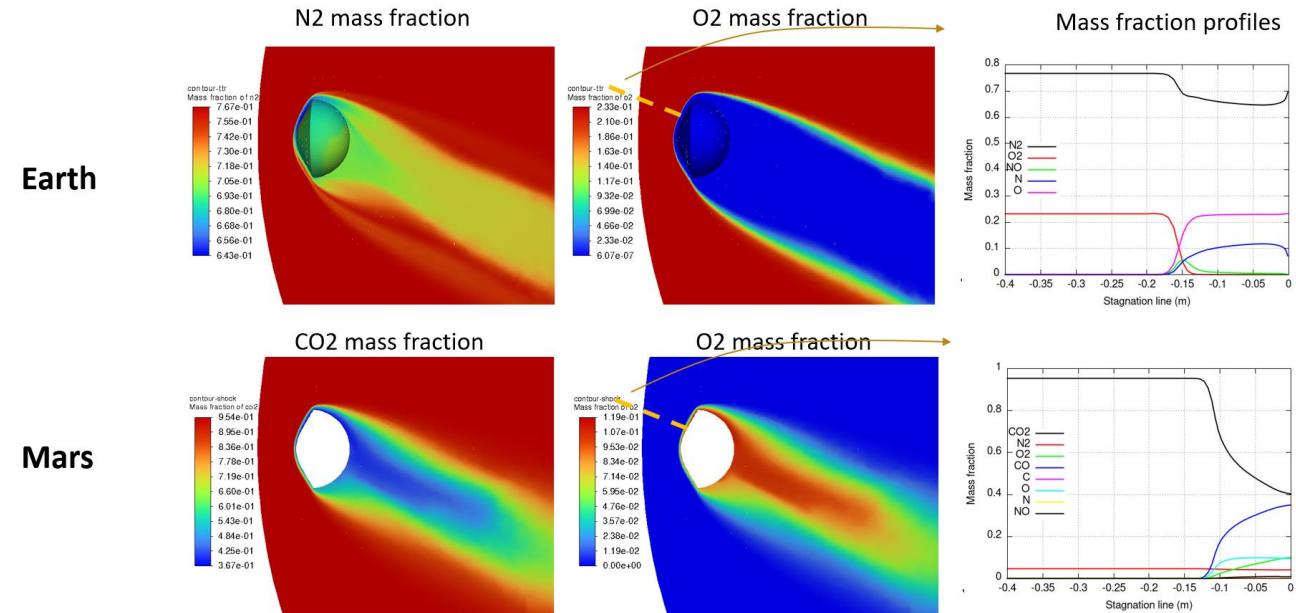 N2 mass fraction
O2 mass fraction
Mass fraction profiles
Earth
contour-ttr
Mass fraction of n2
7.67e-01
7.55e-01
7.42e-01
7.30e-01
7.18e-01
7.05e-01
6.93e-01
6.80e-01
6.68e-01
6.56e-01
6.43e-01
contour-ttr
Mass fraction of o2
2.33e-01
2.10e-01
1.86e-01
1.63e-01
1.40e-01
1.16e-01
9.32e-02
6.99e-02
4.66e-02
2.33e-02
6.07e-07
0.8
0.7
0.6
0.5
0.4
0.3
0.2
0.1
0
Mass fraction
N2
O2
NO
N
O
-0.4 -0.35 -0.3 -0.25 -0.2 -0.15 -0.1 -0.05 0
Stagnation line (m)
CO2 mass fraction
O2 mass fraction
Mars
contour-shock
Mass fraction of co2
9.54e-01
8.95e-01
8.36e-01
7.78e-01
7.19e-01
6.60e-01
6.01e-01
5.43e-01
4.84e-01
4.25e-01
3.67e-01
contour-shock
Mass fraction of o2
1.19e-01
1.07e-01
9.53e-02
8.34e-02
7.14e-02
5.95e-02
4.76e-02
3.57e-02
2.38e-02
1.19e-02
0.00e+00
1
0.8
0.6
0.4
0.2
0
Mass fraction
CO2
N2
O2
CO
C
O
N
NO
-0.4 -0.35 -0.3 -0.25 -0.2 -0.15 -0.1 -0.05 0
Stagnation line (m)